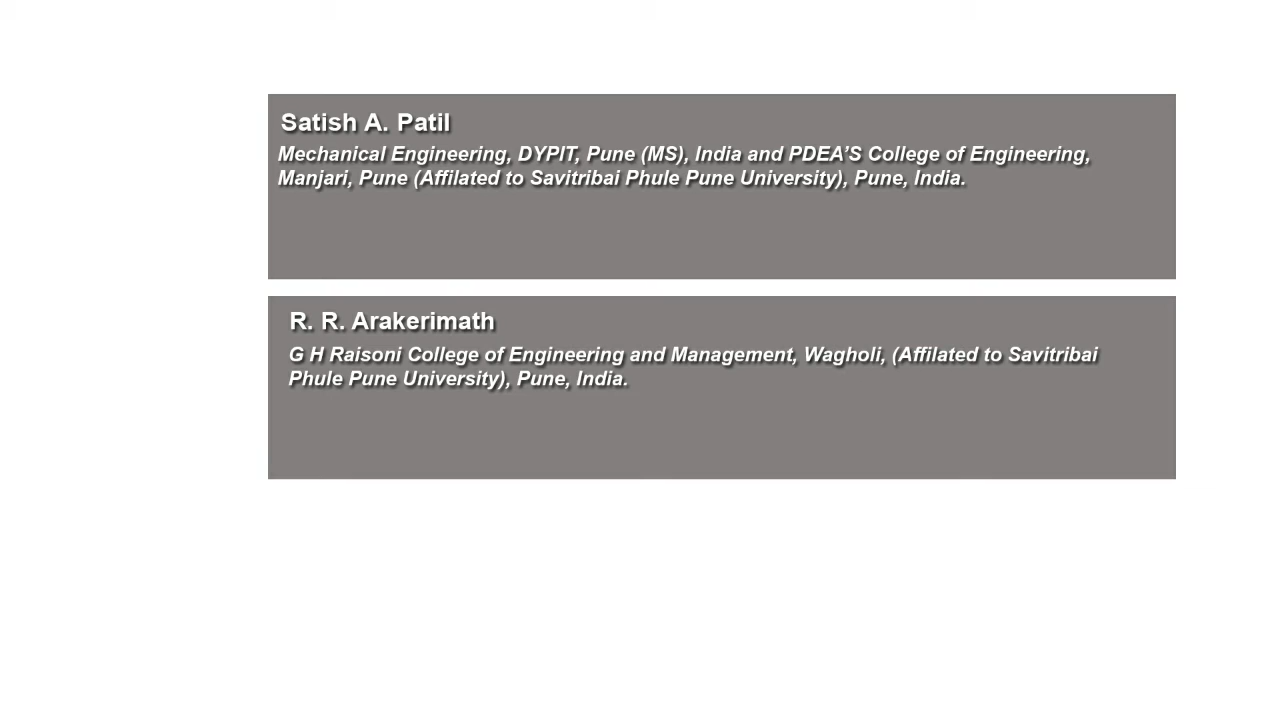 Satish A. Patil
Mechanical Engineering, DYPIT, Pune (MS), India and PDEA’S College of Engineering,
Manjari, Pune (Affilated to Savitribai Phule Pune University), Pune, India.
R. R. Arakerimath
G H Raisoni College of Engineering and Management, Wagholi, (Affilated to Savitribai
Phule Pune University), Pune, India.